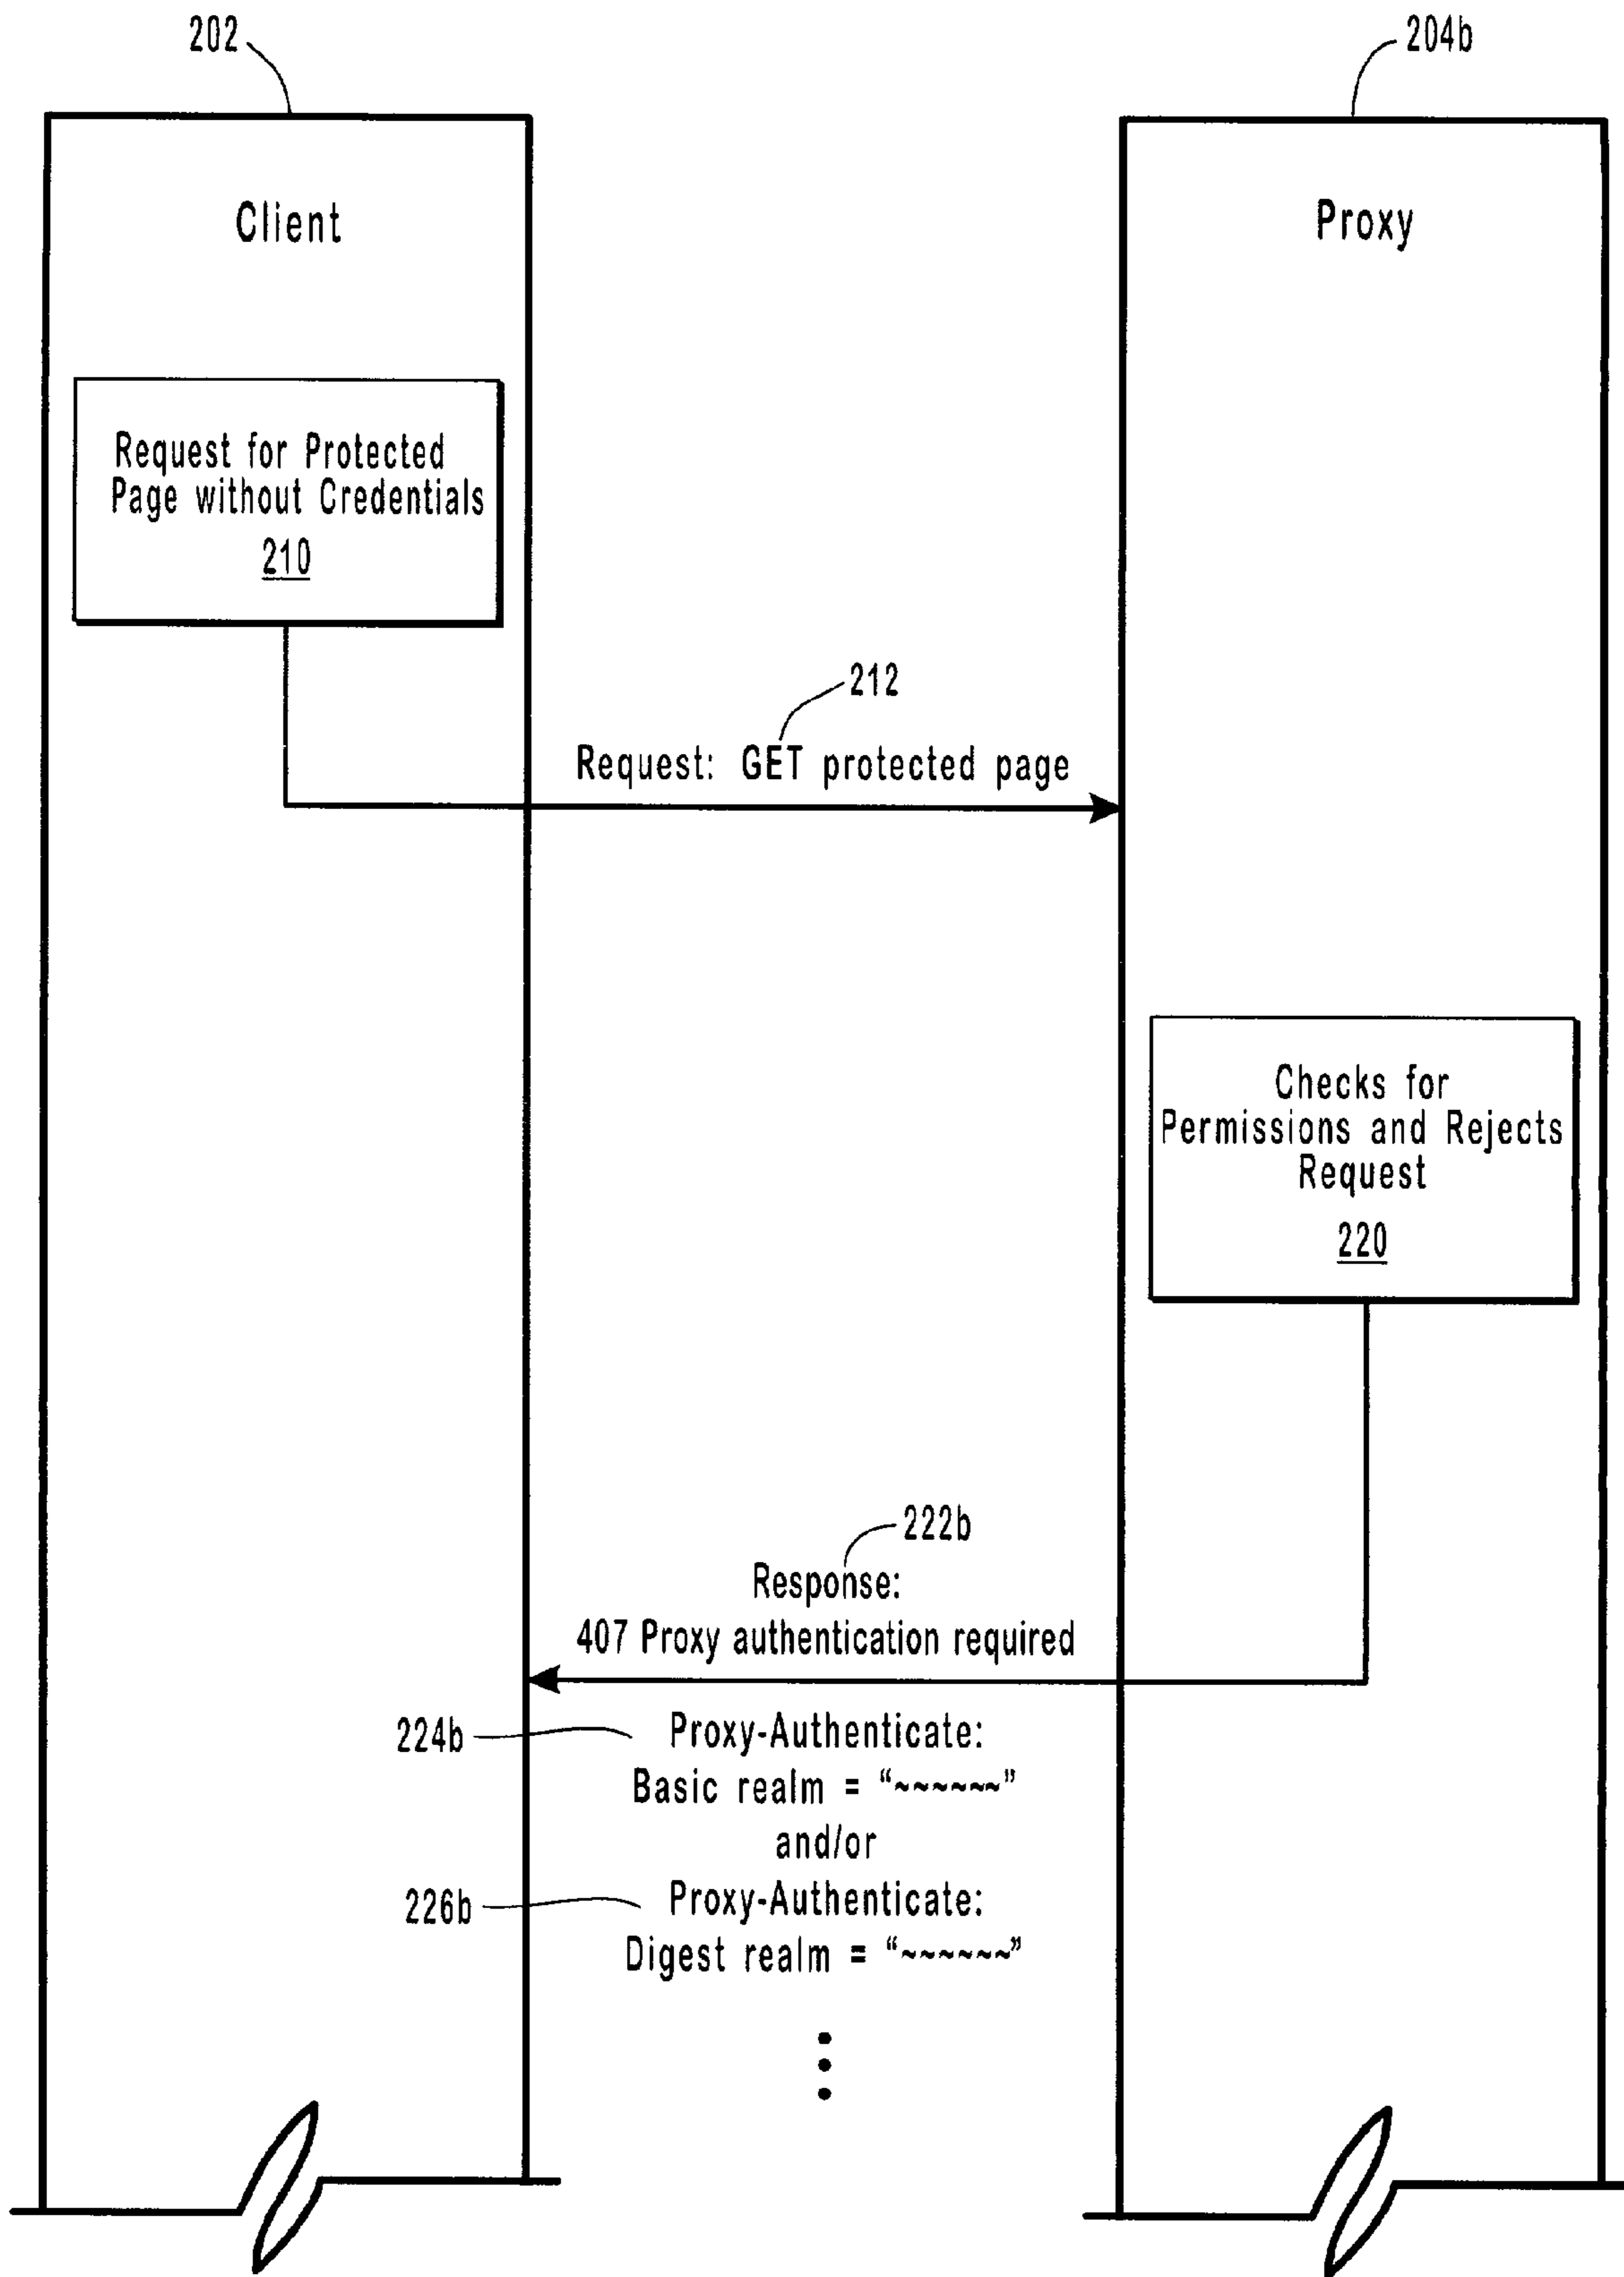 202
204b
Client
Proxy
Request for Protected
Page without Credentials
210
212
Request: GET protected page
Checks for
Permissions and Rejects
Request
220
222b
Response:
407 Proxy authentication required
224b
Proxy-Authenticate:
Basic realm = “~~~~~~”
and/or
226b
Proxy-Authenticate:
Digest realm = “~~~~~~”